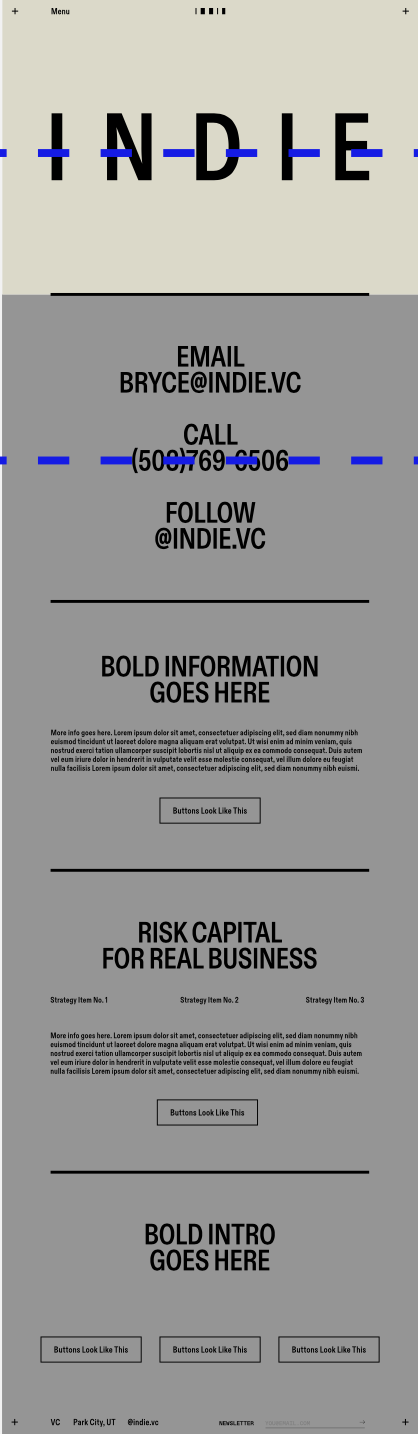 Menu
INDIE
EMAIL
BRYCE@INDIE.VC
CALL
(503)769-6506
FOLLOW
@INDIE.VC
BOLD INFORMATION
GOES HERE
More info goes here. Lorem ipsum dolor sit amet, consectetuer adipiscing elit, sed diam nonummy nibh
euismod tincidunt ut laoreet dolore magna aliquam erat volutpat. Ut wisi enim ad minim veniam, quis
nostrud exerci tation ullamcorper suscipit lobortis nisl ut aliquip ex ea commodo consequat. Duis autem
vel eum iriure dolor in hendrerit in vulputate velit esse molestie consequat, vel illum dolore eu feugiat
nulla facilisis Lorem ipsum dolor sit amet, consectetuer adipiscing elit, sed diam nonummy nibh euismi.
Buttons Look Like This
RISK CAPITAL
FOR REAL BUSINESS
Strategy Item No. 1 Strategy Item No. 2 Strategy Item No. 3
More info goes here. Lorem ipsum dolor sit amet, consectetuer adipiscing elit, sed diam nonummy nibh
euismod tincidunt ut laoreet dolore magna aliquam erat volutpat. Ut wisi enim ad minim veniam, quis
nostrud exerci tation ullamcorper suscipit lobortis nisl ut aliquip ex ea commodo consequat. Duis autem
vel eum iriure dolor in hendrerit in vulputate velit esse molestie consequat, vel illum dolore eu feugiat
nulla facilisis Lorem ipsum dolor sit amet, consectetuer adipiscing elit, sed diam nonummy nibh euismi.
Buttons Look Like This
BOLD INTRO
GOES HERE
Buttons Look Like This Buttons Look Like This Buttons Look Like This
VC Park City, UT @indie.vc NEWSLETTER